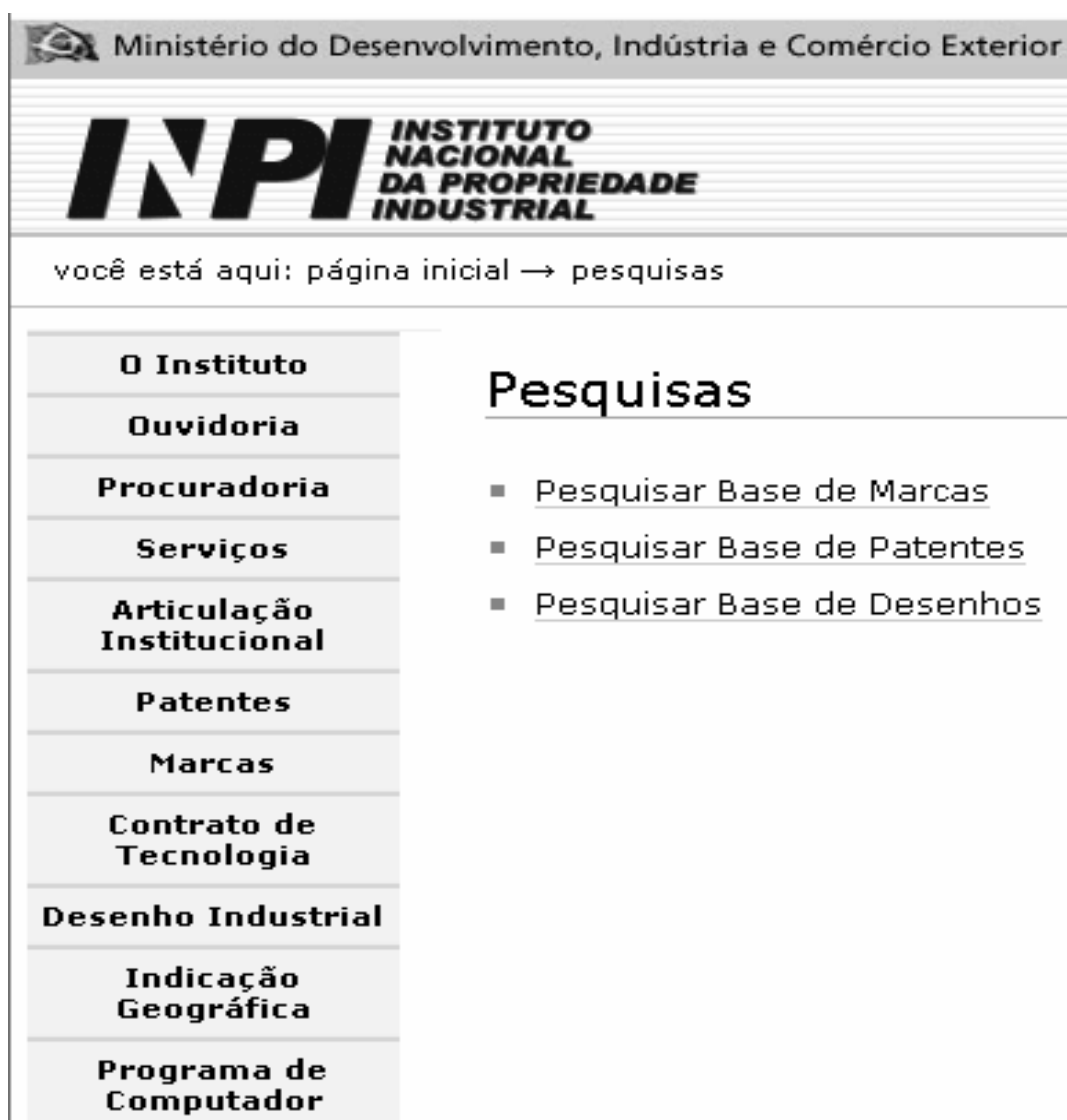 Ministério do Desenvolvimento, Indústria e Comércio Exterior
INPI
INSTITUTO
NACIONAL
DA PROPRIEDADE
INDUSTRIAL
você está aqui: página inicial → pesquisas
O Instituto
Ouvidoria
Procuradoria
Serviços
Articulação
Institucional
Patentes
Marcas
Contrato de
Tecnologia
Desenho Industrial
Indicação
Geográfica
Programa de
Computador
Pesquisas
Pesquisar Base de Marcas
Pesquisar Base de Patentes
Pesquisar Base de Desenhos